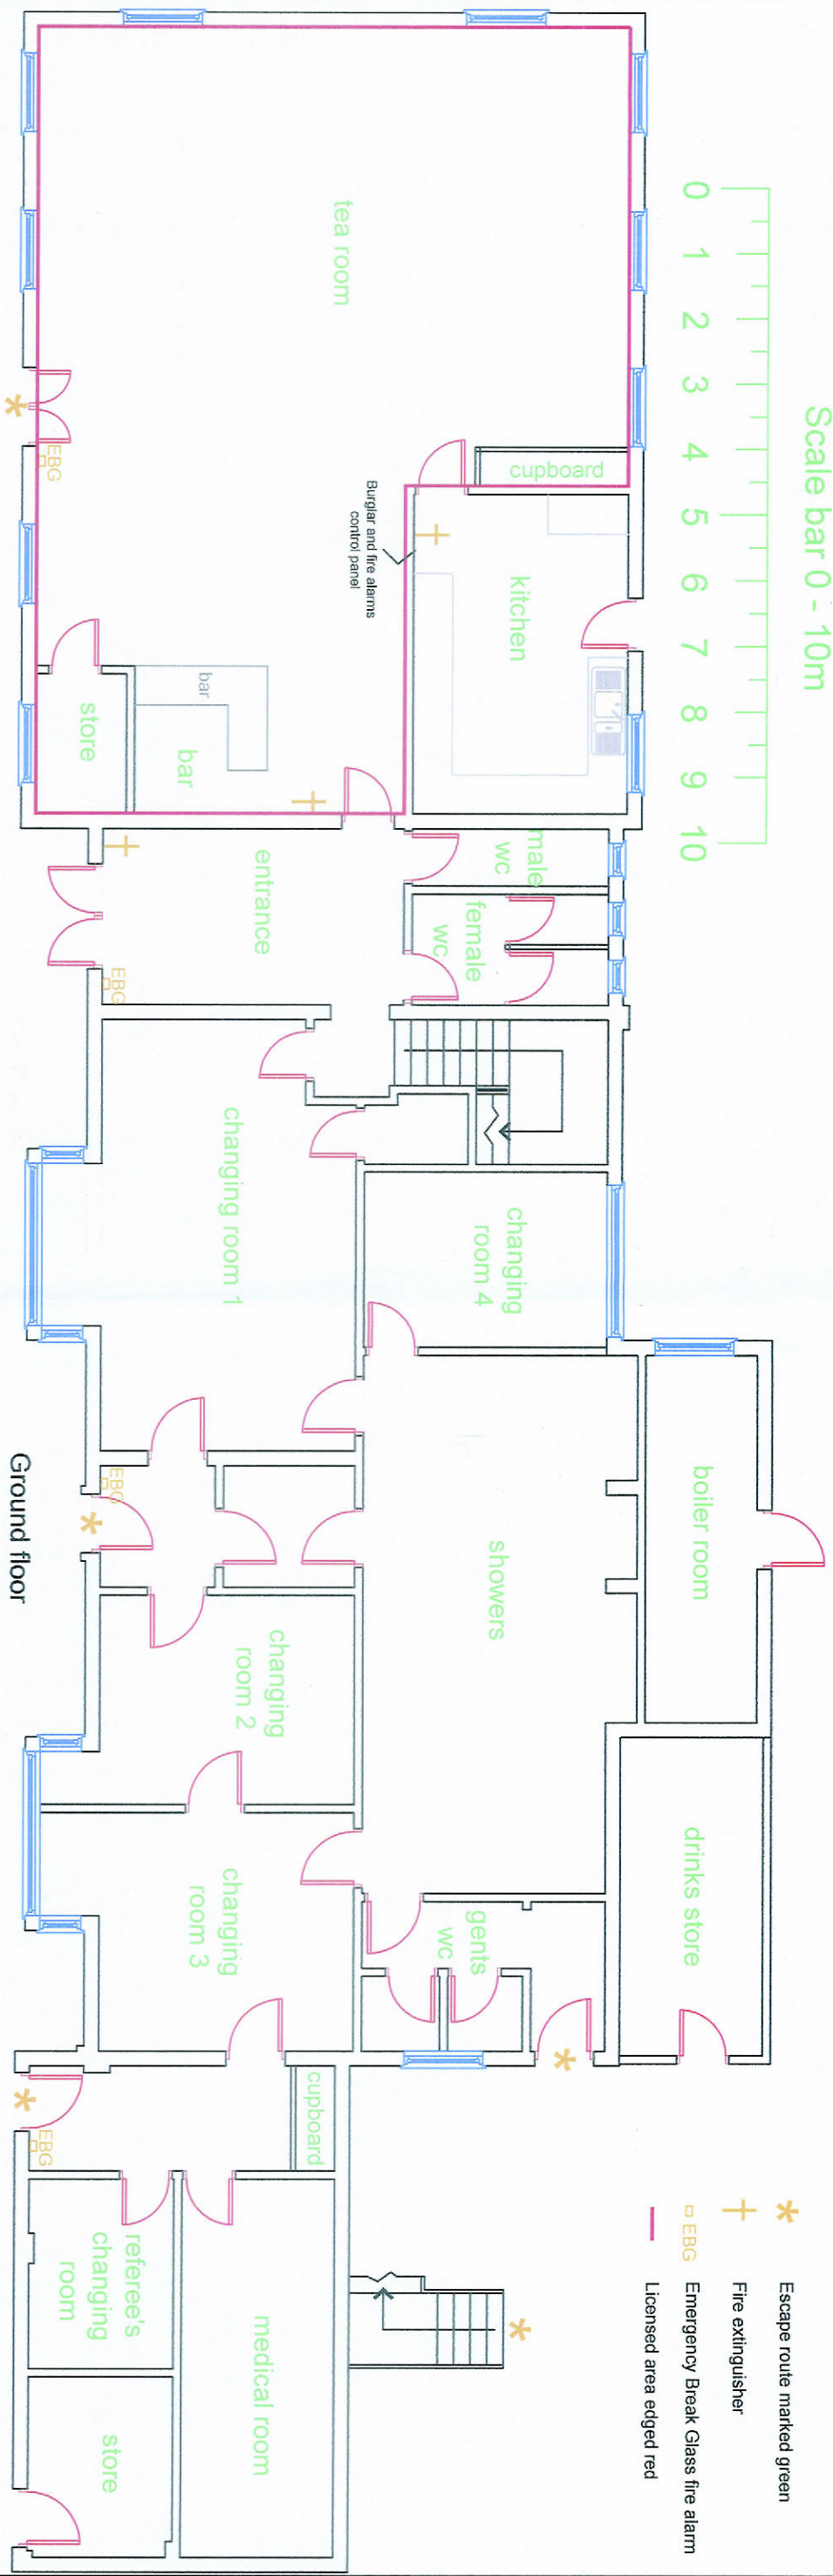 Scale bar 0 - 10m
0 1 2 3 4 5 6 7 8 9 10
tea room
cupboard
kitchen
Burglar and fire alarms
control panel
EBG
store
bar
bar
entrance
EBG
male
wc
female
wc
changing room 1
changing
room 4
boiler room
showers
EBG
Ground floor
changing
room 2
changing
room 3
drinks store
gents
wc
cupboard
EBG
referee's
changing
room
medical room
store
Escape route marked green
Fire extinguisher
EBG Emergency Break Glass fire alarm
Licensed area edged red